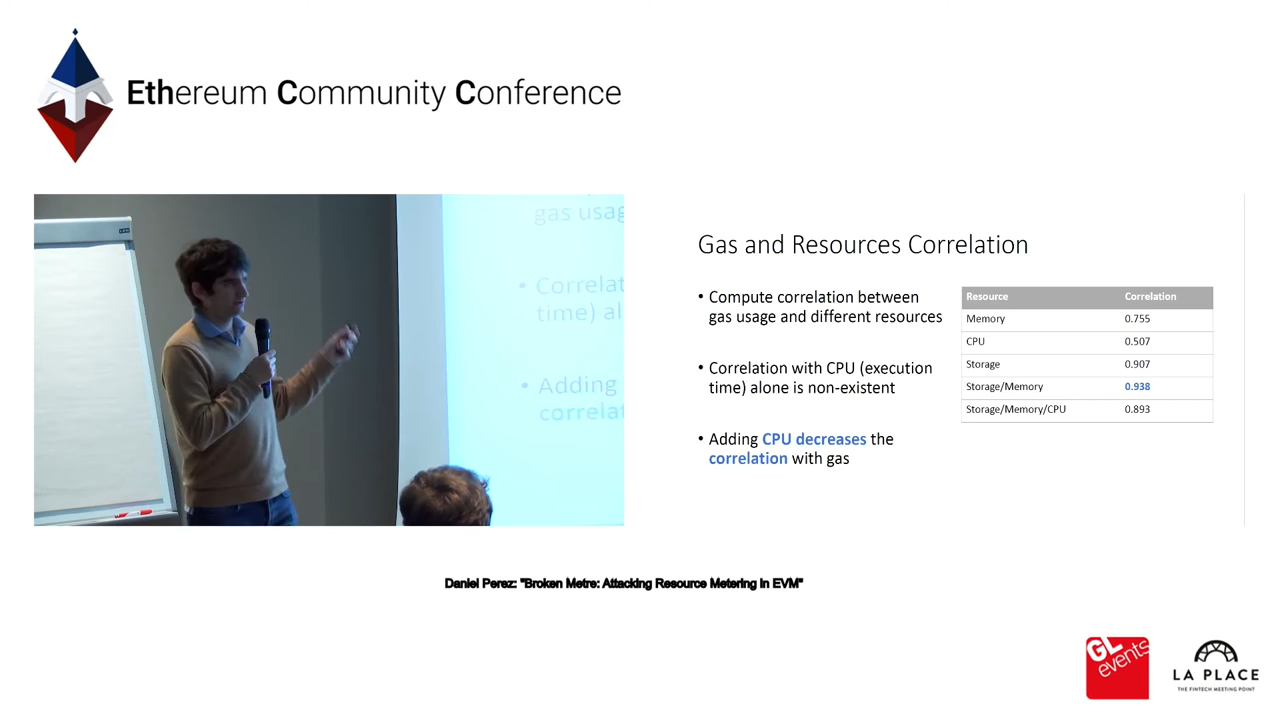 Ethereum Community Conference
gas usag
• Correlat
time) al
• Adding
correlat
Gas and Resources Correlation
• Compute correlation between
gas usage and different resources
• Correlation with CPU (execution
time) alone is non-existent
• Adding CPU decreases the
correlation with gas
Resource Correlation
Memory 0.755
CPU 0.507
Storage 0.907
Storage/Memory 0.938
Storage/Memory/CPU 0.893
Daniel Perez: "Broken Metre: Attacking Resource Metering in EVM"
GL
events
LA PLACE
THE FINTECH MEETING POINT